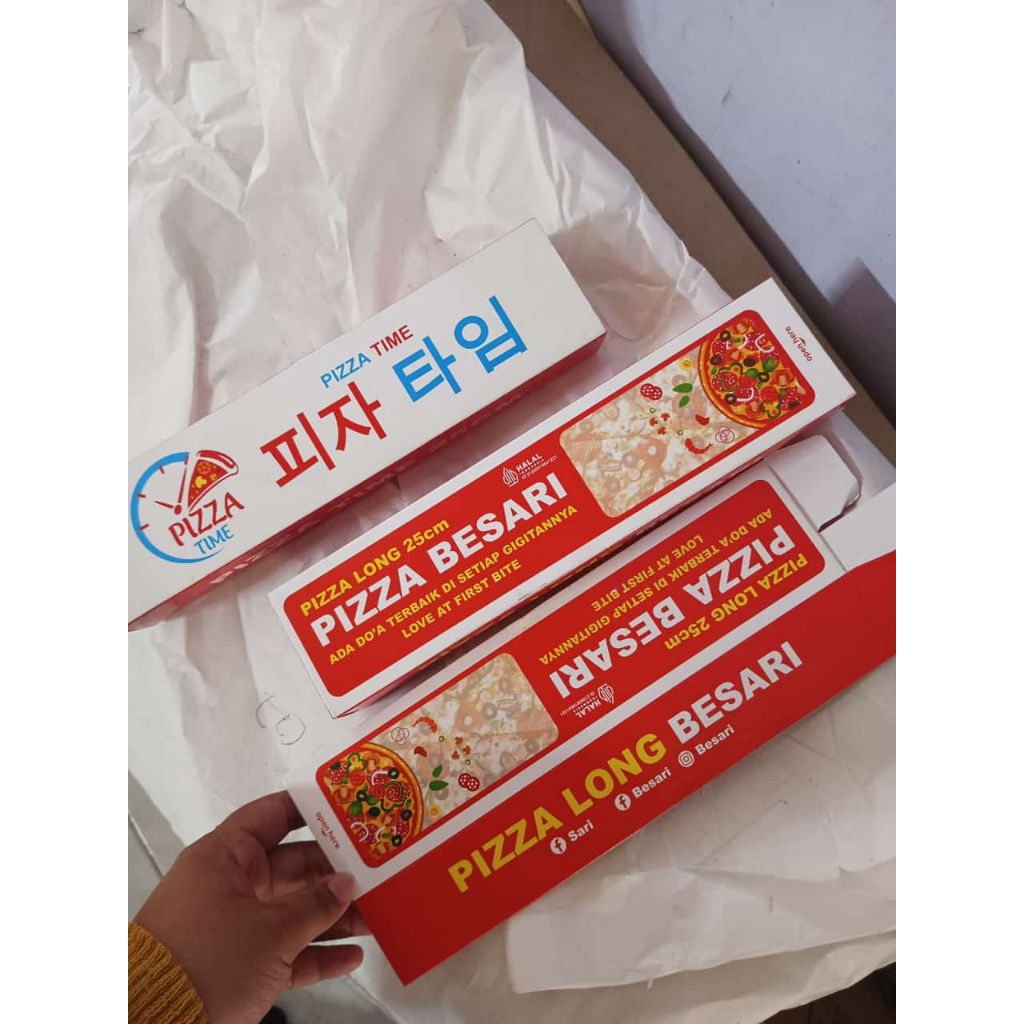 PIZZA TIME
피자 타임
PIZZA
TIME
open here
HALAL
INDONESIA
PIZZA LONG 25cm
PIZZA BESARI
ADA DO'A TERBAIK DI SETIAP GIGITANNYA
LOVE AT FIRST BITE
PIZZA LONG 25cm
PIZZA BESARI
ADA DO'A TERBAIK DI SETIAP GIGITANNYA
LOVE AT FIRST BITE
HALAL
INDONESIA
open here
PIZZA LONG BESARI
Sari Besari Besari